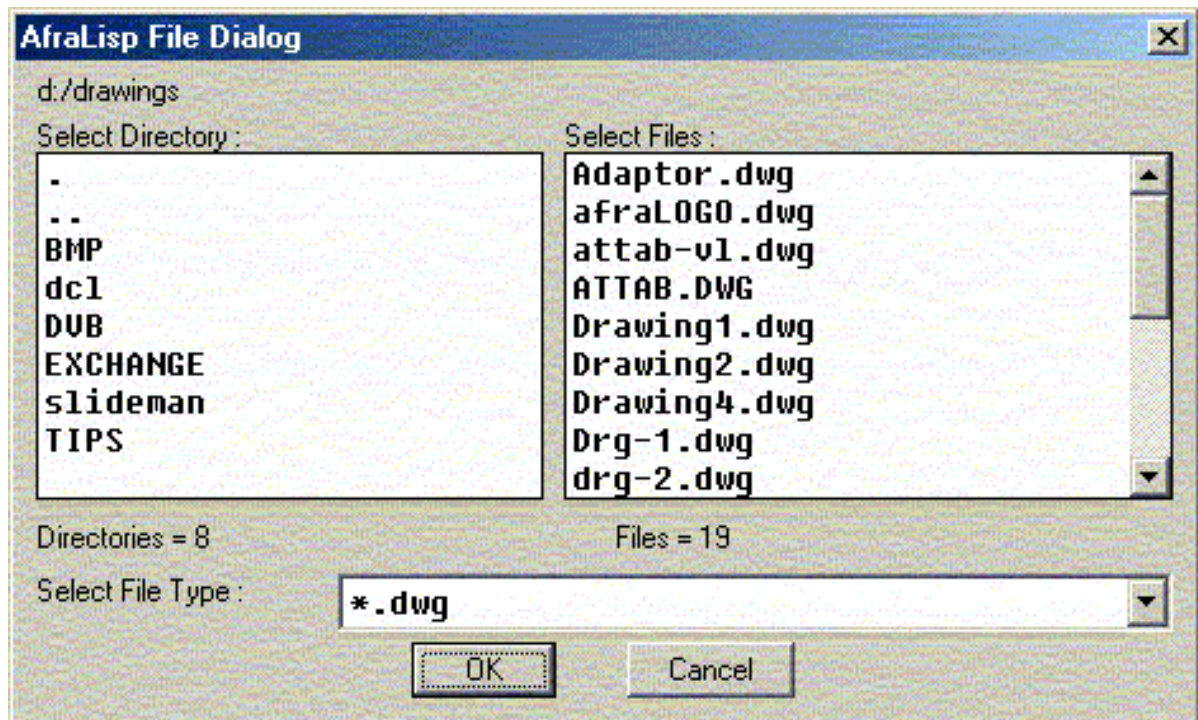 AfraLisp File Dialog
d:/drawings
Select Directory :
.
..
BMP
dcl
DVB
EXCHANGE
slideman
TIPS
Select Files :
Adaptor.dwg
afraLOGO.dwg
attab-vl.dwg
ATTAB.DWG
Drawing1.dwg
Drawing2.dwg
Drawing4.dwg
Drg-1.dwg
drg-2.dwg
Directories = 8
Files = 19
Select File Type :
*.dwg
OK
Cancel